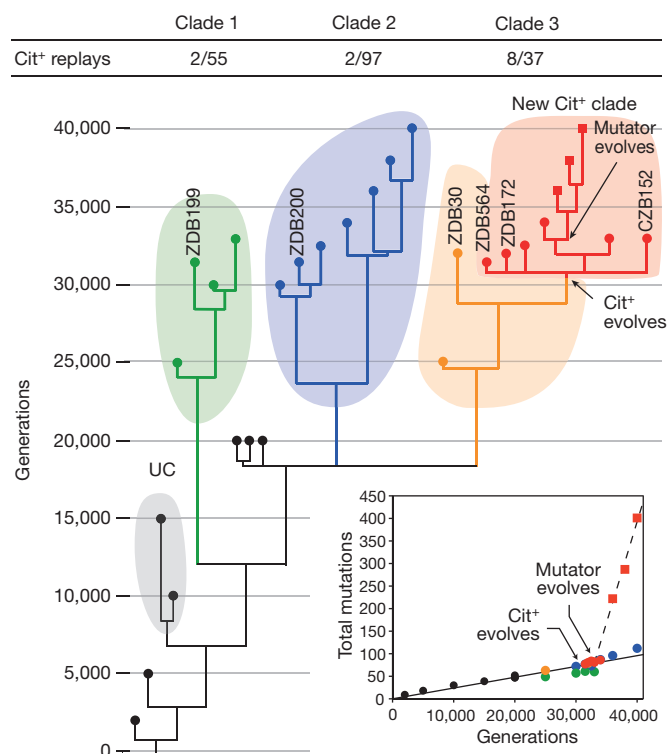 Clade 1 Clade 2 Clade 3
Cit+ replays 2/55 2/97 8/37
New Cit+ clade
40,000
Mutator
evolves
35,000
ZDB199
ZDB200
ZDB30
ZDB564
ZDB172
CZB152
30,000
Cit+
evolves
25,000
Generations
20,000
UC
15,000
10,000
5,000
0
450
400
350
300
250
200
150
100
50
0
Total mutations
Mutator
evolves
Cit+
evolves
0 10,000 20,000 30,000 40,000
Generations